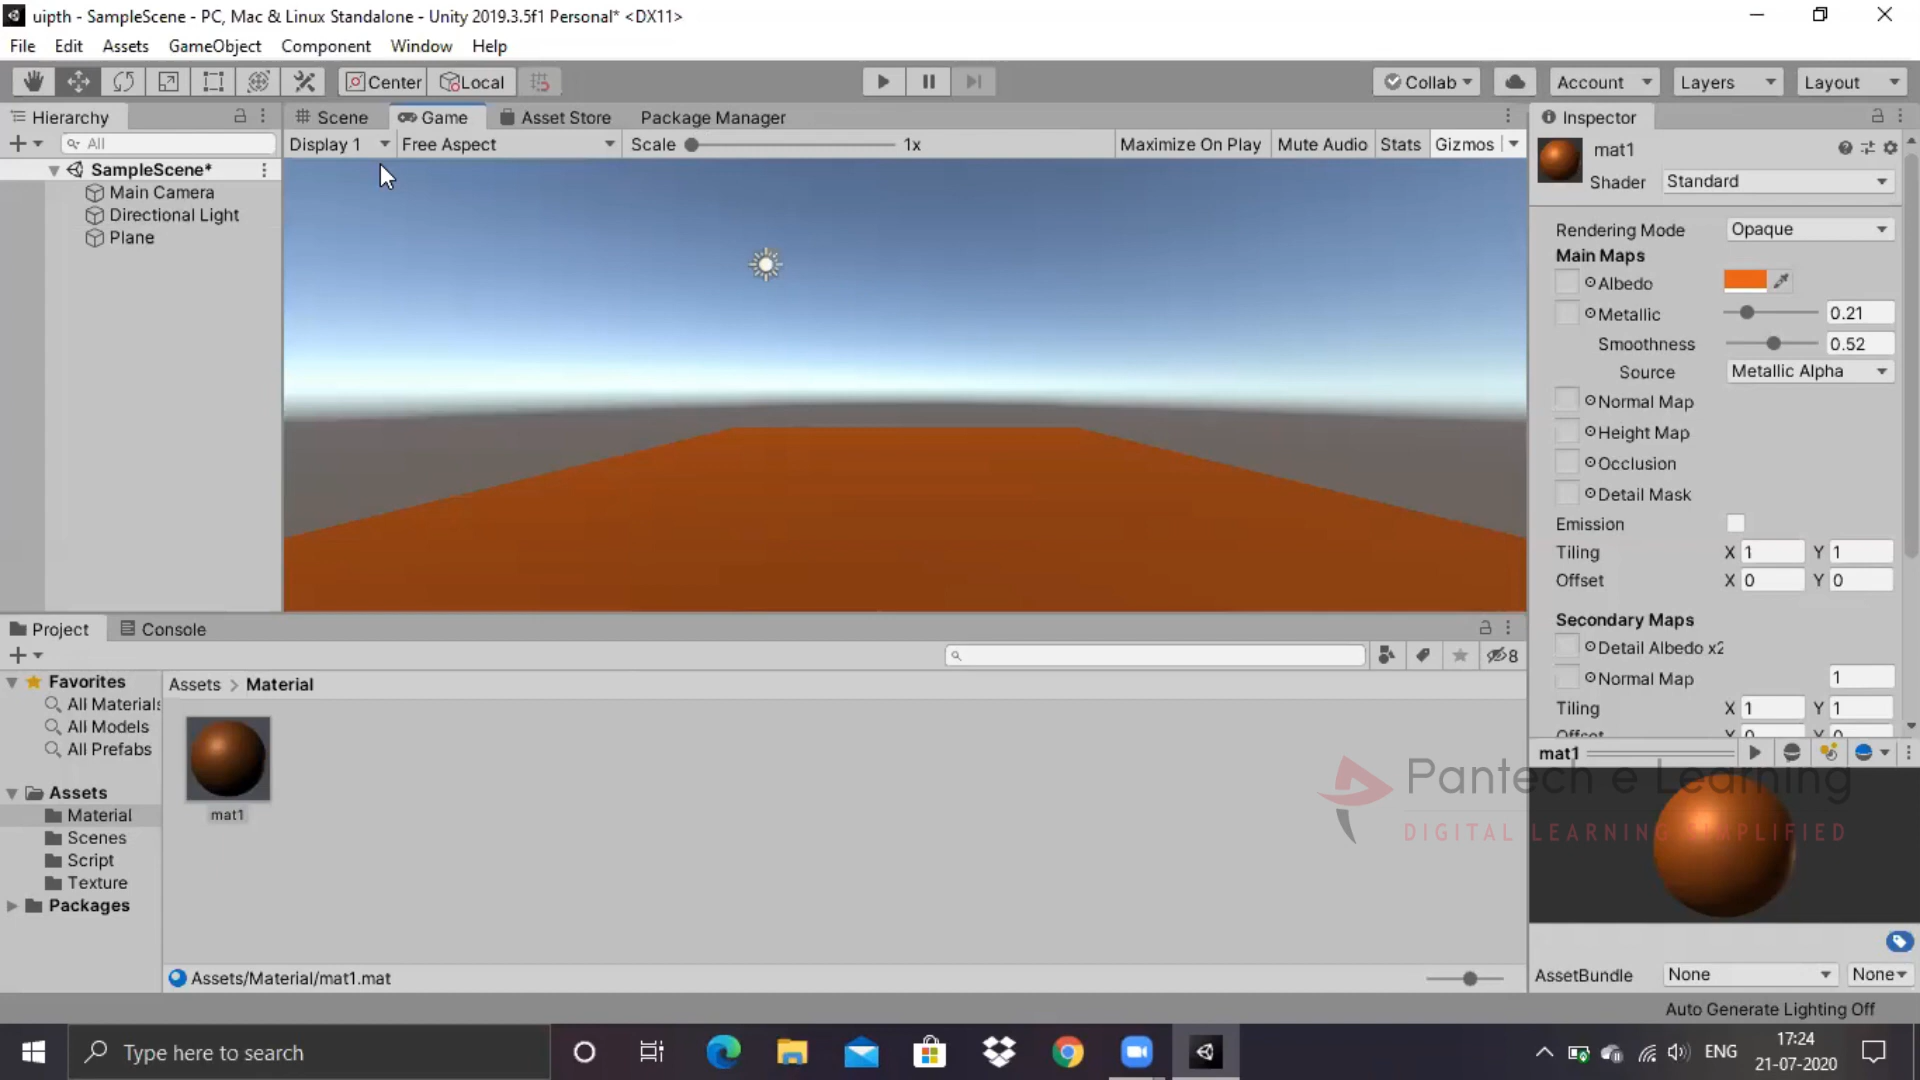 uipth - SampleScene - PC, Mac & Linux Standalone - Unity 2019.3.5f1 Personal* <DX11>
File Edit Assets GameObject Component Window Help
Center Local Collab Account Layers Layout
Hierarchy
All
SampleScene*
Main Camera
Directional Light
Plane
Scene Game Asset Store Package Manager
Display 1 Free Aspect Scale 1x Maximize On Play Mute Audio Stats Gizmos
Inspector
mat1
Shader Standard
Rendering Mode Opaque
Main Maps
Albedo
Metallic 0.21
Smoothness 0.52
Source Metallic Alpha
Normal Map
Height Map
Occlusion
Detail Mask
Emission
Tiling X 1 Y 1
Offset X 0 Y 0
Secondary Maps
Detail Albedo x2
Normal Map 1
Tiling X 1 Y 1
Offset X 0 Y 0
mat1
Pantech e Learning
DIGITAL LEARNING SIMPLIFIED
AssetBundle None None
Project Console
8
Favorites
All Materials
All Models
All Prefabs
Assets
Material
Scenes
Script
Texture
Packages
Assets > Material
mat1
Assets/Material/mat1.mat
Auto Generate Lighting Off
Type here to search
ENG
17:24
21-07-2020